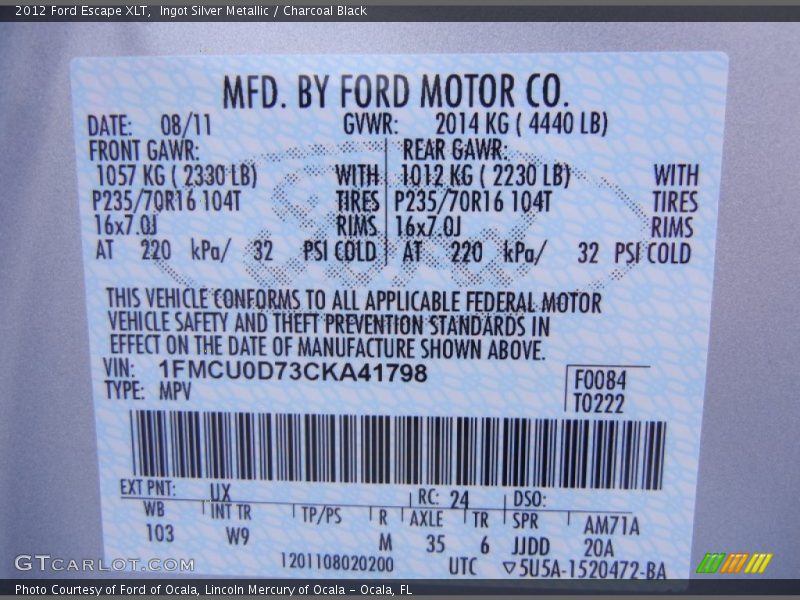 2012 Ford Escape XLT,  Ingot Silver Metallic / Charcoal Black
MFD. BY FORD MOTOR CO.
DATE: 08/11 GVWR: 2014 KG ( 4440 LB)
FRONT GAWR: REAR GAWR:
1057 KG ( 2330 LB) WITH 1012 KG ( 2230 LB) WITH
P235/70R16 104T TIRES P235/70R16 104T TIRES
16x7.0J RIMS 16x7.0J RIMS
AT 220 kPa/ 32 PSI COLD AT 220 kPa/ 32 PSI COLD
THIS VEHICLE CONFORMS TO ALL APPLICABLE FEDERAL MOTOR
VEHICLE SAFETY AND THEFT PREVENTION STANDARDS IN
EFFECT ON THE DATE OF MANUFACTURE SHOWN ABOVE.
VIN: 1FMCU0D73CKA41798 F0084
TYPE: MPV T0222
EXT PNT: UX RC: 24 DSO:
WB INT TR TP/PS R AXLE TR SPR AM71A
103 W9 M 35 6 JJDD 20A
1201108020200 UTC ▽5U5A-1520472-BA
GTCARLOT.COM
Photo Courtesy of Ford of Ocala, Lincoln Mercury of Ocala – Ocala, FL